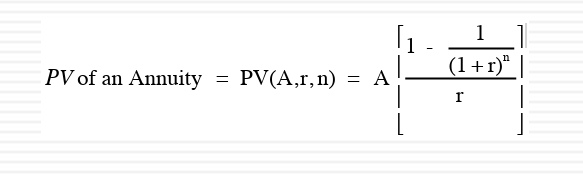 PV of an Annuity = PV(A,r,n) = A [ (1 - 1/(1 + r)^n) / r ]